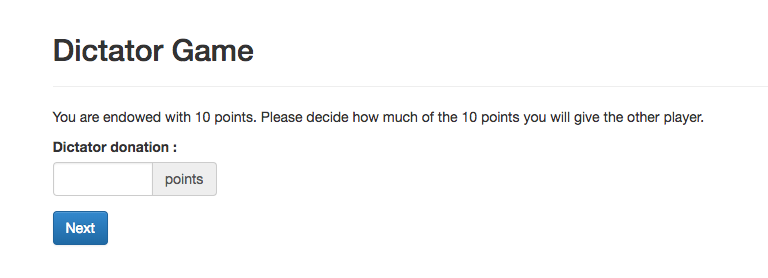 Dictator Game
You are endowed with 10 points. Please decide how much of the 10 points you will give the other player.
Dictator donation :
points
Next